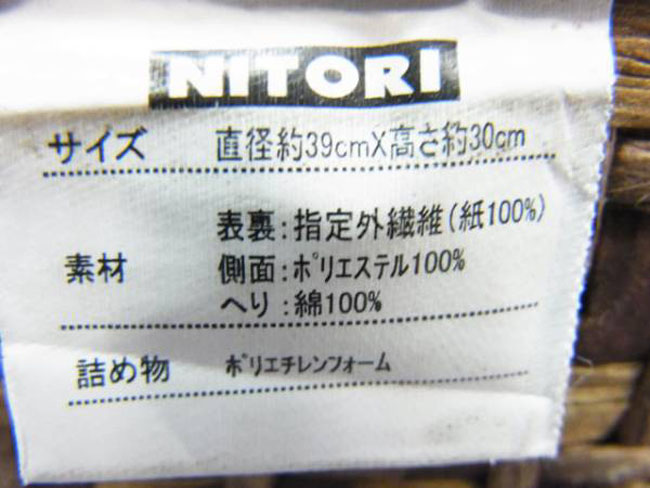 NITORI
サイズ 直径約39cm×高さ約30cm
表裏:指定外繊維(紙100%)
素材 側面:ポリエステル100%
へり:綿100%
詰め物 ポリエチレンフォーム